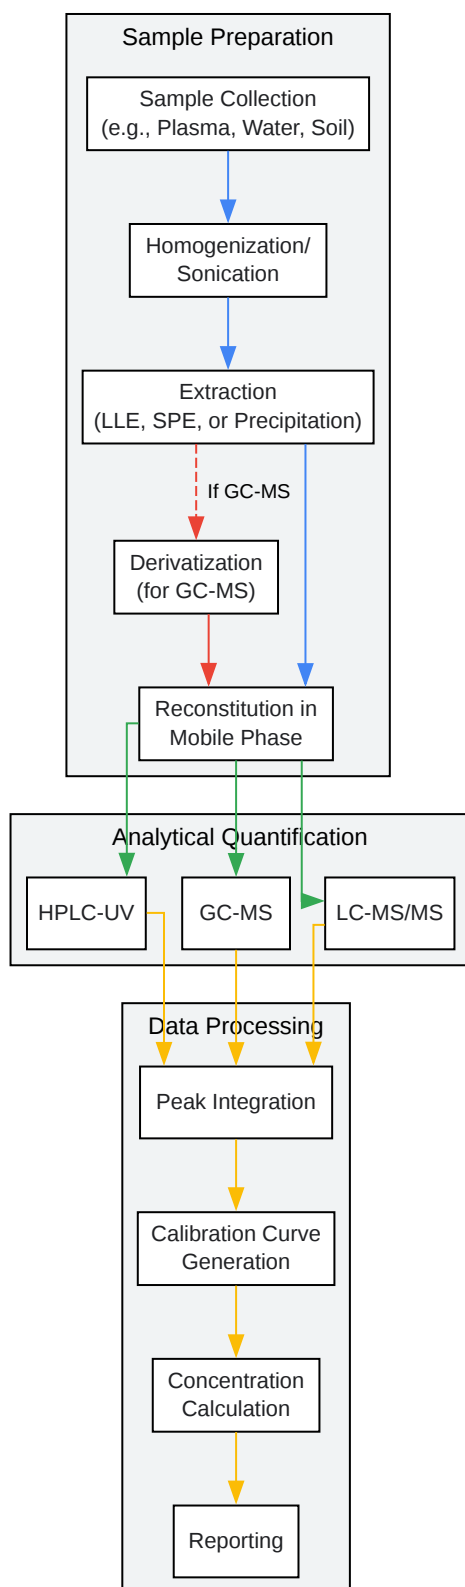 Sample Preparation
Sample Collection
(e.g., Plasma, Water, Soil)
Homogenization/
Sonication
Extraction
(LLE, SPE, or Precipitation)
If GC-MS
Derivatization
(for GC-MS)
Reconstitution in
Mobile Phase
Analytical Quantification
HPLC-UV
GC-MS
LC-MS/MS
Data Processing
Peak Integration
Calibration Curve
Generation
Concentration
Calculation
Reporting